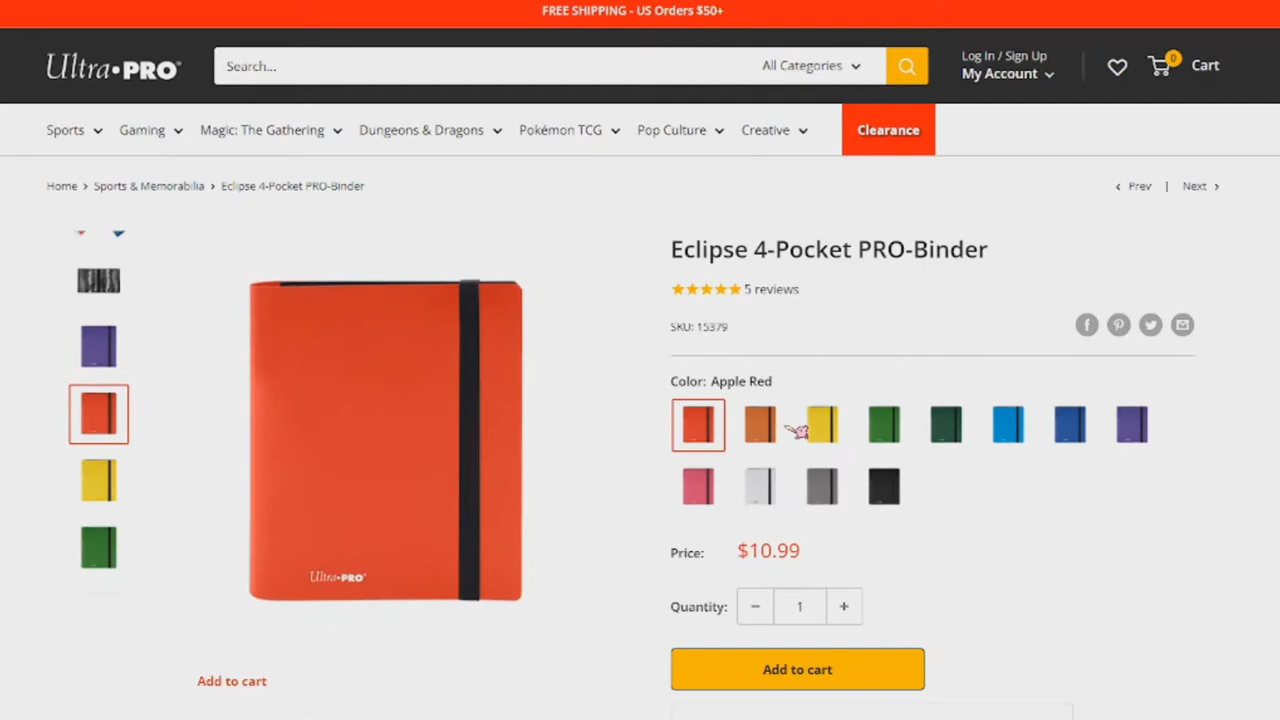 FREE SHIPPING - US Orders $50+
Ultra•PRO
Search...
All Categories
Log In / Sign Up
My Account
0
Cart
Sports
Gaming
Magic: The Gathering
Dungeons & Dragons
Pokémon TCG
Pop Culture
Creative
Clearance
Home › Sports & Memorabilia › Eclipse 4-Pocket PRO-Binder
‹ Prev | Next ›
Eclipse 4-Pocket PRO-Binder
5 reviews
SKU: 15379
Color: Apple Red
Price: $10.99
Quantity: − 1 +
Add to cart
Ultra•PRO
Add to cart